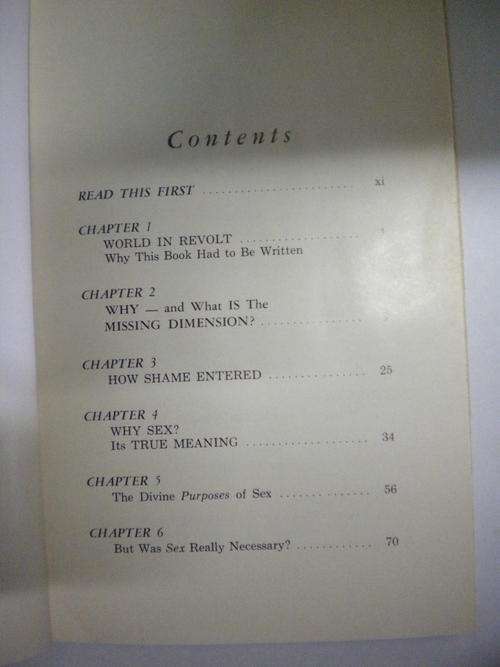 Contents
READ THIS FIRST ........................ xi
CHAPTER 1
WORLD IN REVOLT ...................
Why This Book Had to Be Written
CHAPTER 2
WHY — and What IS The
MISSING DIMENSION? ................
CHAPTER 3
HOW SHAME ENTERED ............... 25
CHAPTER 4
WHY SEX?
Its TRUE MEANING ................... 34
CHAPTER 5
The Divine Purposes of Sex .............. 56
CHAPTER 6
But Was Sex Really Necessary? ............ 70